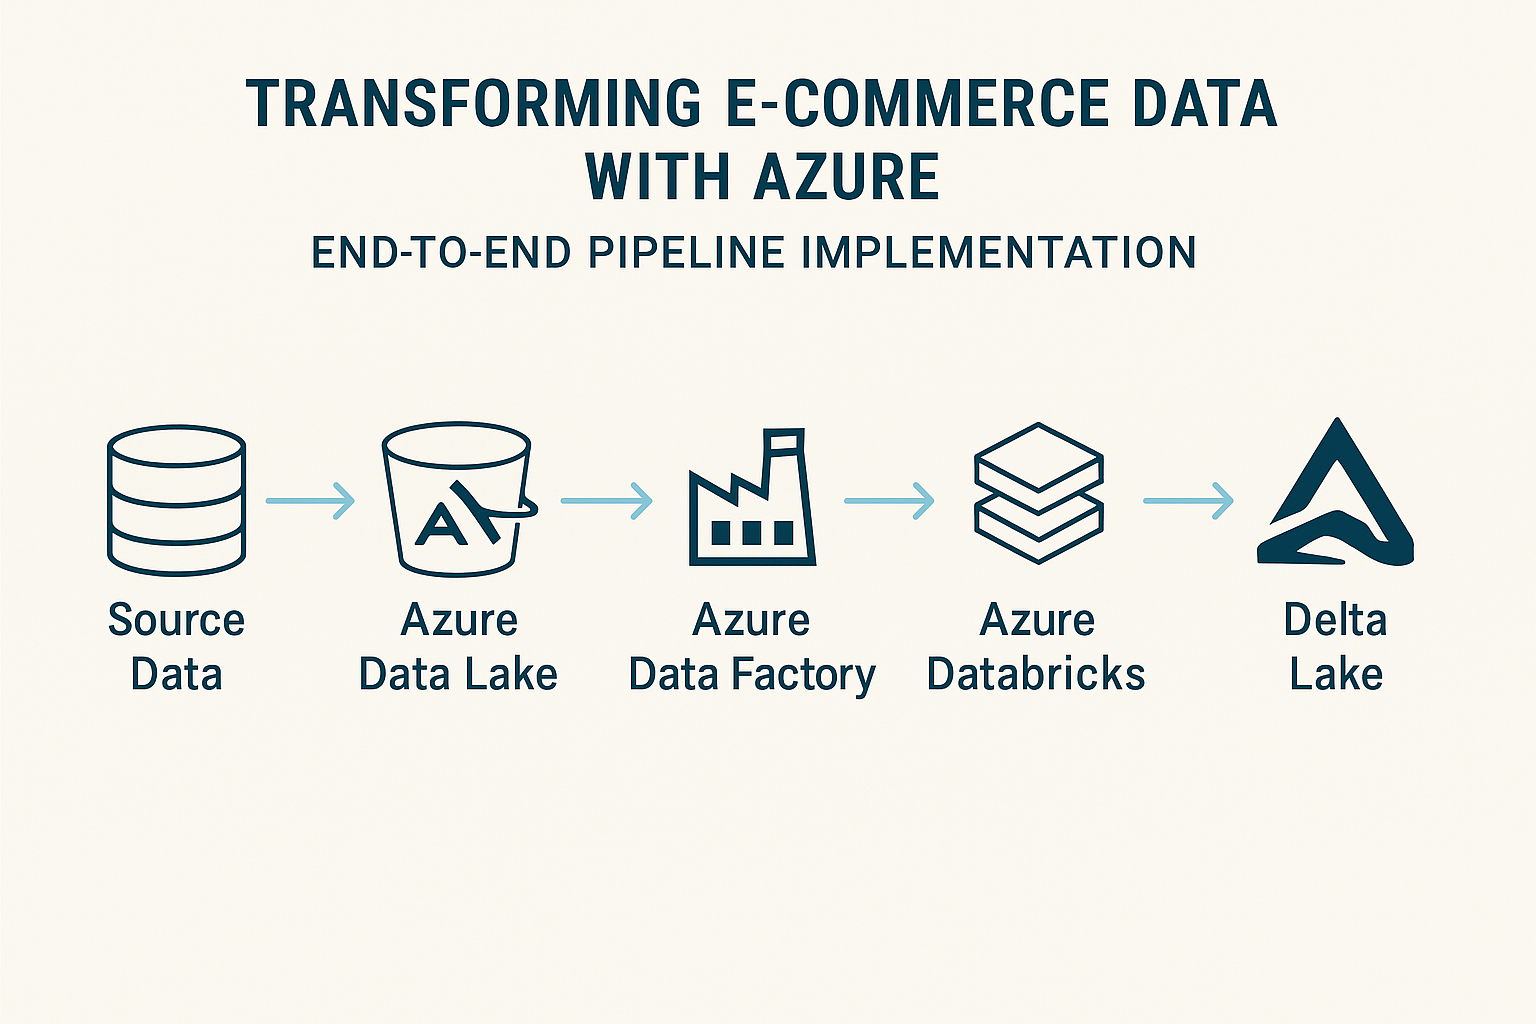 TRANSFORMING E-COMMERCE DATA
WITH AZURE
END-TO-END PIPELINE IMPLEMENTATION
Source
Data
Azure
Data Lake
Azure
Data Factory
Azure
Databricks
Delta
Lake